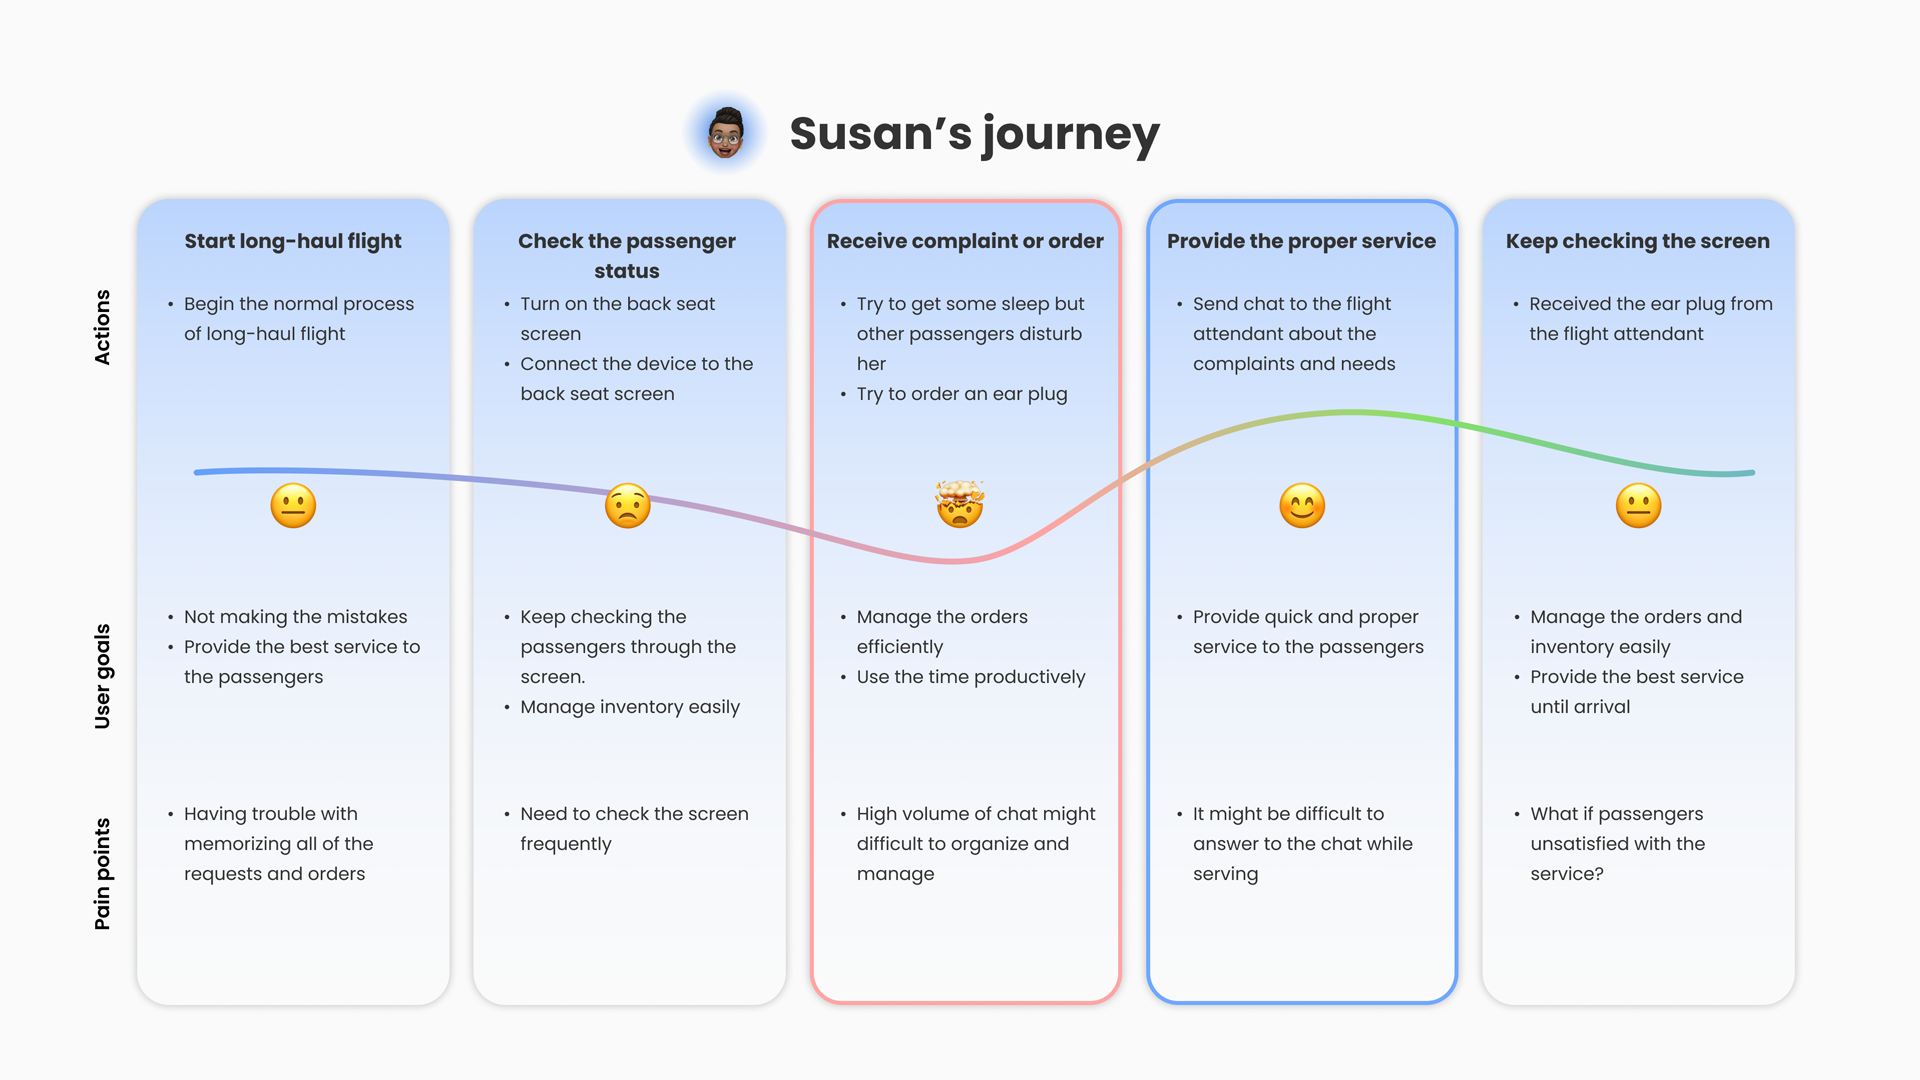 Susan’s journey
Start long-haul flight
Check the passenger
status
Receive complaint or order
Provide the proper service
Keep checking the screen
Actions
• Begin the normal process
of long-haul flight
• Turn on the back seat
screen
• Connect the device to the
back seat screen
• Try to get some sleep but
other passengers disturb
her
• Try to order an ear plug
• Send chat to the flight
attendant about the
complaints and needs
• Received the ear plug from
the flight attendant
User goals
• Not making the mistakes
• Provide the best service to
the passengers
• Keep checking the
passengers through the
screen.
• Manage inventory easily
• Manage the orders
efficiently
• Use the time productively
• Provide quick and proper
service to the passengers
• Manage the orders and
inventory easily
• Provide the best service
until arrival
Pain points
• Having trouble with
memorizing all of the
requests and orders
• Need to check the screen
frequently
• High volume of chat might
difficult to organize and
manage
• It might be difficult to
answer to the chat while
serving
• What if passengers
unsatisfied with the
service?